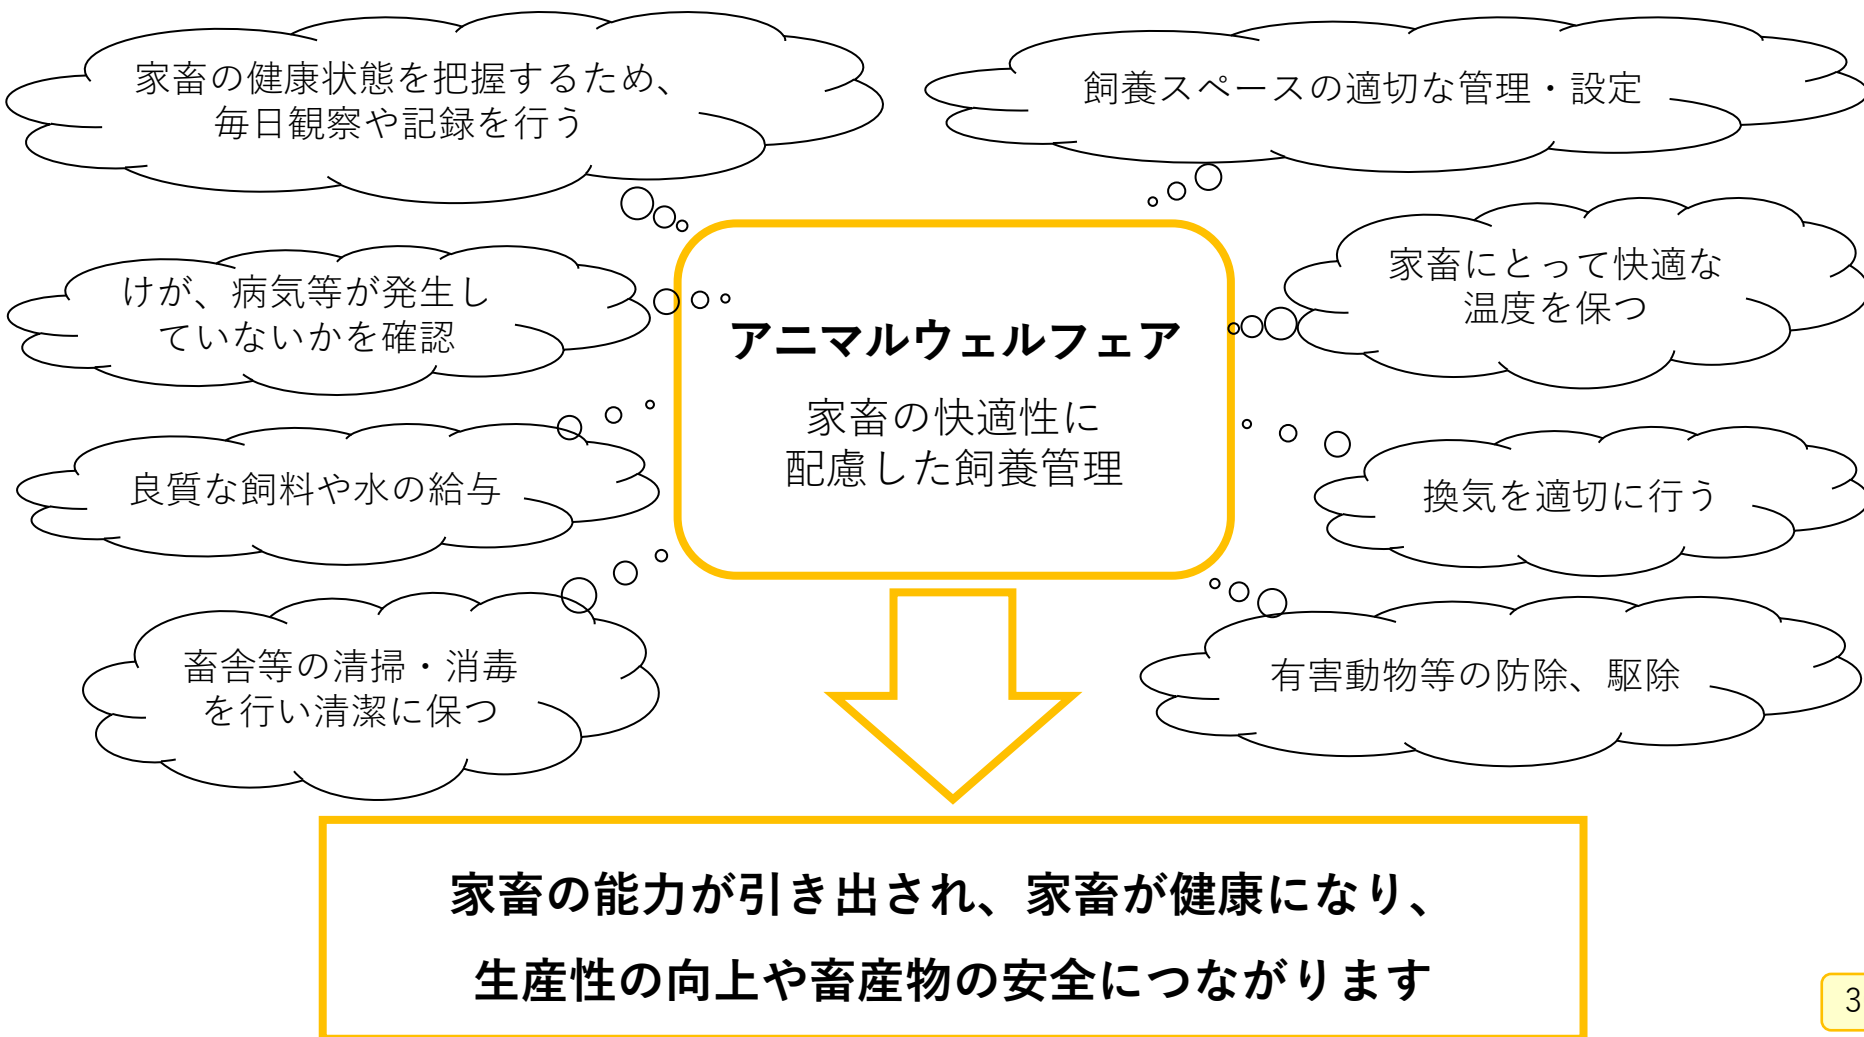 家畜の健康状態を把握するため、
毎日観察や記録を行う
飼養スペースの適切な管理・設定
けが、病気等が発生し
ていないかを確認
家畜にとって快適な
温度を保つ
アニマルウェルフェア
家畜の快適性に
配慮した飼養管理
良質な飼料や水の給与
換気を適切に行う
畜舎等の清掃・消毒
を行い清潔に保つ
有害動物等の防除、駆除
家畜の能力が引き出され、家畜が健康になり、
生産性の向上や畜産物の安全につながります
3